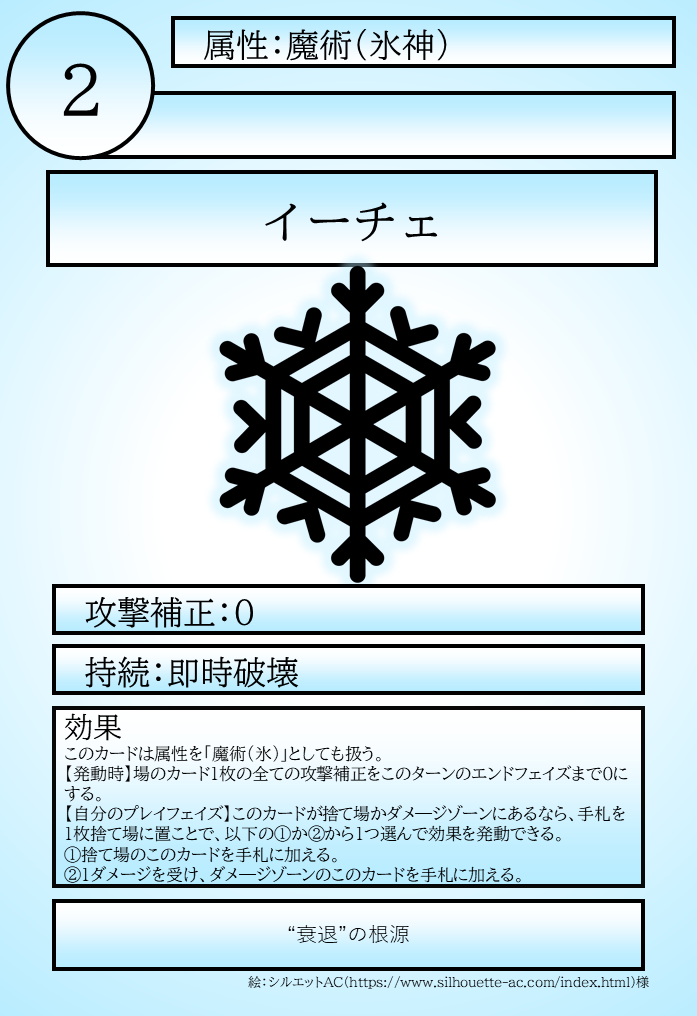 属性：魔術（氷神）
2
イーチェ
攻撃補正：0
持続：即時破壊
効果
このカードは属性を「魔術（氷）」としても扱う。
【発動時】場のカード1枚の全ての攻撃補正をこのターンのエンドフェイズまで0に
する。
【自分のプレイフェイズ】このカードが捨て場かダメージゾーンにあるなら、手札を
1枚捨て場に置ことで、以下の①か②から1つ選んで効果を発動できる。
①捨て場のこのカードを手札に加える。
②1ダメージを受け、ダメージゾーンのこのカードを手札に加える。
“衰退”の根源
絵：シルエットAC（https://www.silhouette-ac.com/index.html）様